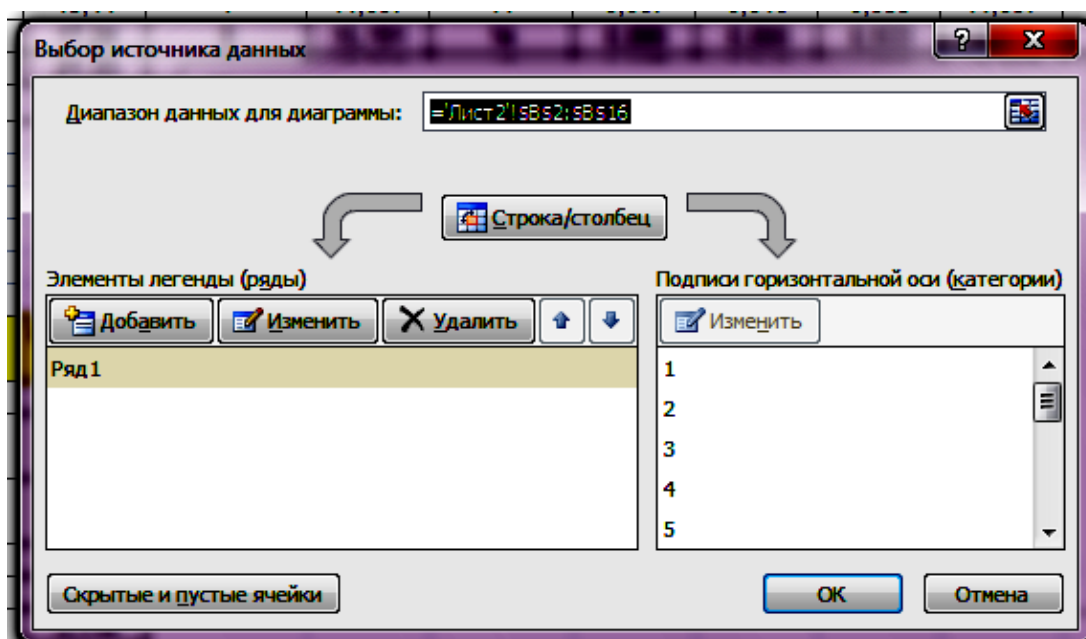 Выбор источника данных
Диапазон данных для диаграммы: ='Лист2'!$B$2:$B$16
Строка/столбец
Элементы легенды (ряды)
Добавить Изменить Удалить
Ряд1
Подписи горизонтальной оси (категории)
Изменить
1
2
3
4
5
Скрытые и пустые ячейки
ОК Отмена